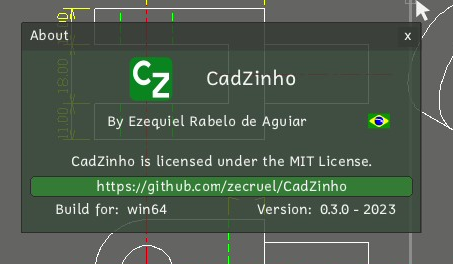 About x
CZ CadZinho
By Ezequiel Rabelo de Aguiar
CadZinho is licensed under the MIT License.
https://github.com/zecruel/CadZinho
Build for: win64 Version: 0.3.0 - 2023
18.00
11.00